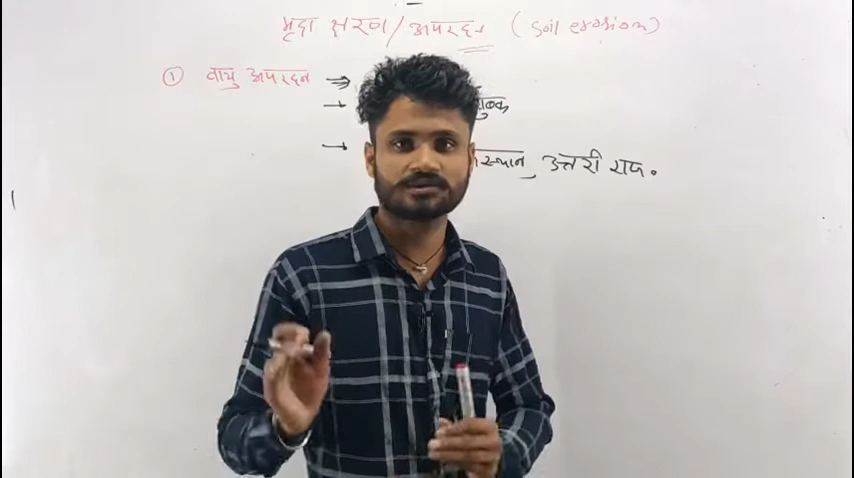 मृदा क्षरण/अपरदन (Soil erosion)
① वायु अपरदन →
→
→ स्थान, उत्तरी राज.